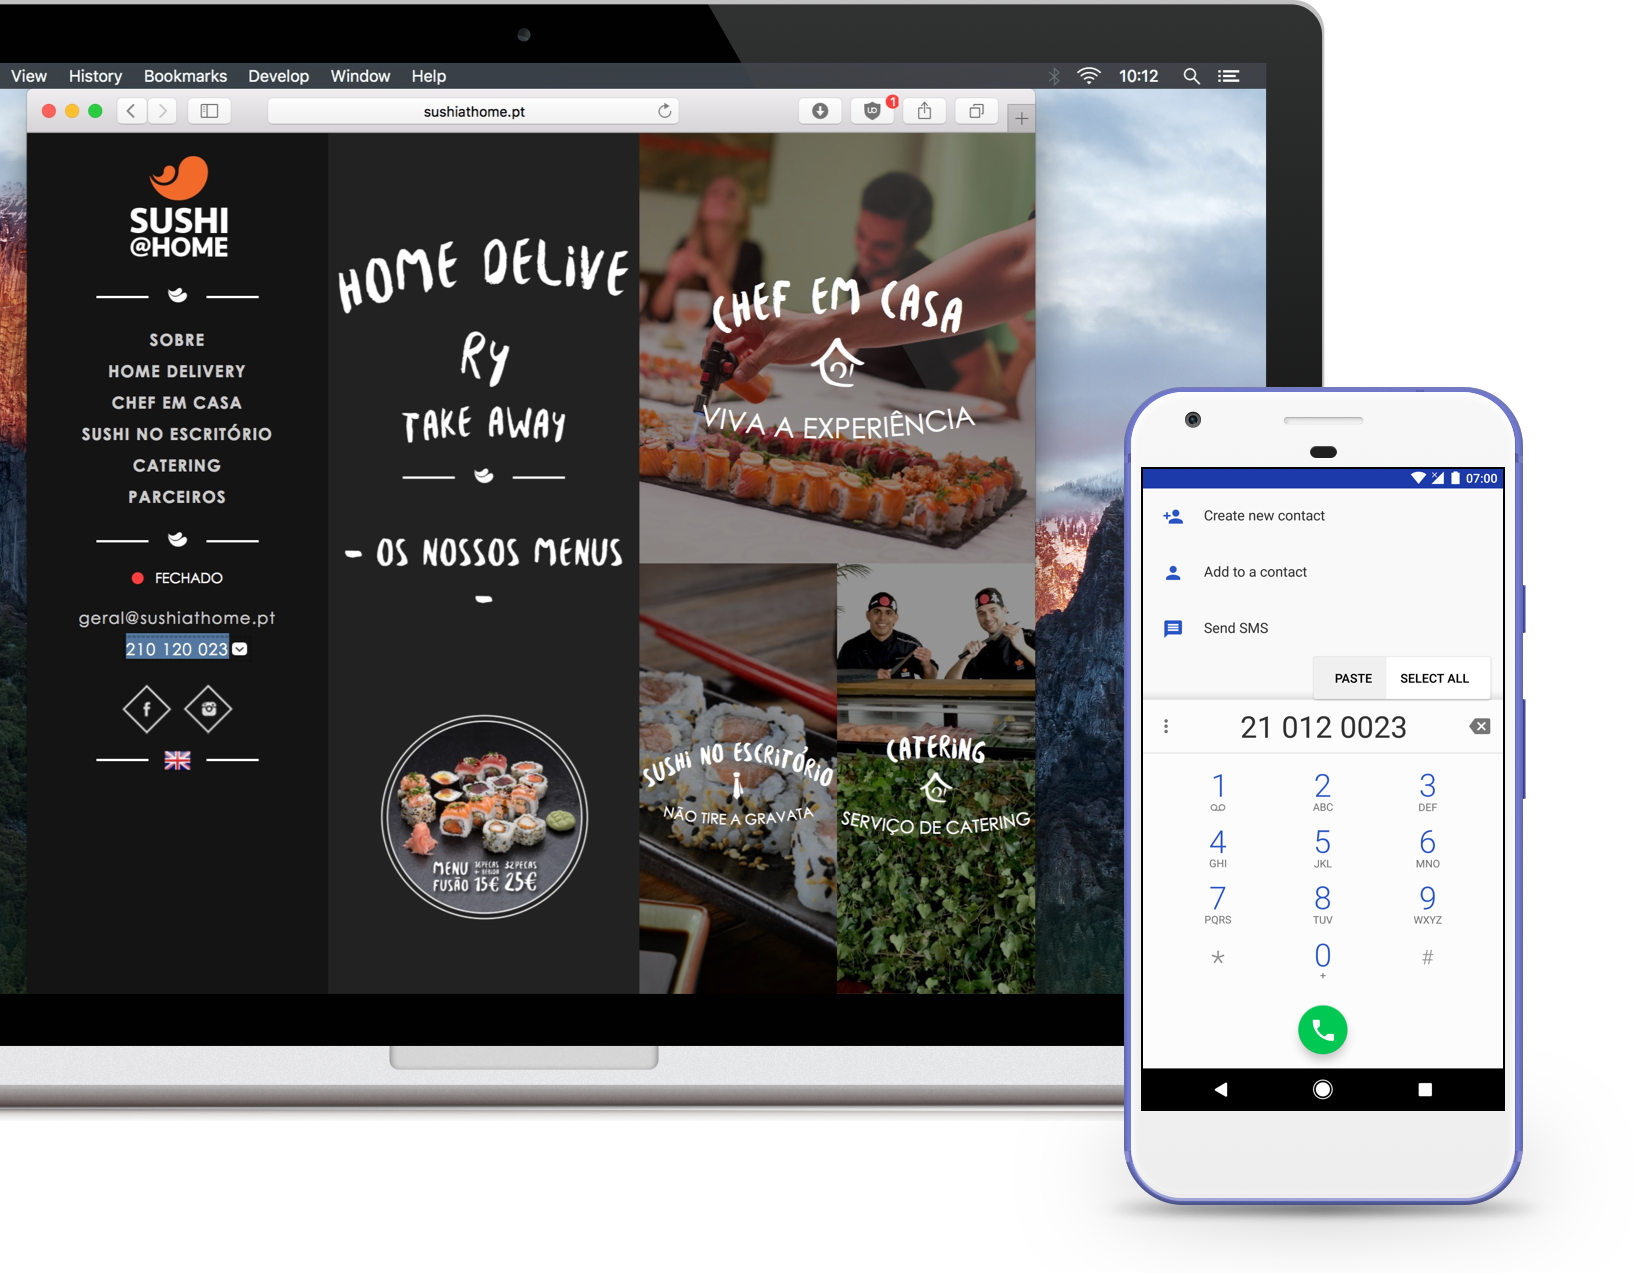 View History Bookmarks Develop Window Help 10:12
sushiathome.pt
1
SUSHI
@HOME
SOBRE
HOME DELIVERY
CHEF EM CASA
SUSHI NO ESCRITÓRIO
CATERING
PARCEIROS
FECHADO
geral@sushiathome.pt
210 120 023
HOME DELIVE
RY
TAKE AWAY
- OS NOSSOS MENUS
-
MENU 16PEÇAS 32PEÇAS
+ BEBIDA
FUSÃO 15€ 25€
CHEF EM CASA
VIVA A EXPERIÊNCIA
SUSHI NO ESCRITÓRIO
NÃO TIRE A GRAVATA
CATERING
SERVIÇO DE CATERING
07:00
Create new contact
Add to a contact
Send SMS
PASTE SELECT ALL
21 012 0023
1 2 3
ABC DEF
4 5 6
GHI JKL MNO
7 8 9
PQRS TUV WXYZ
* 0 #
+